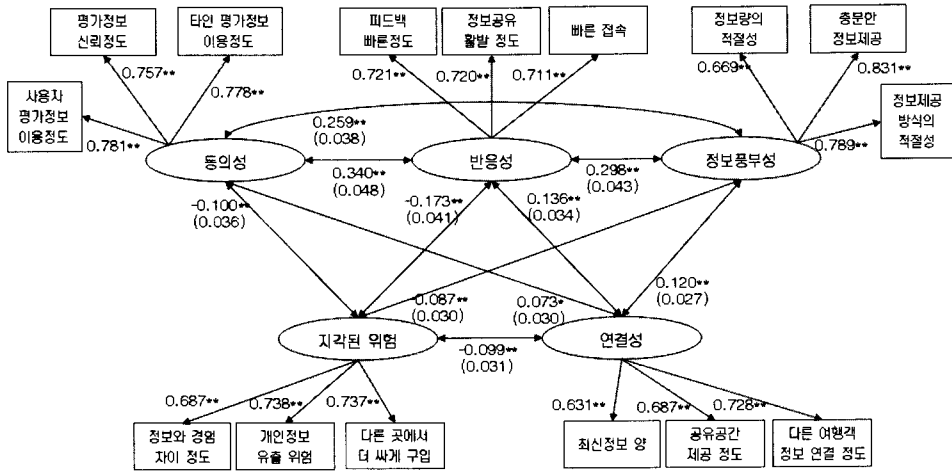 평가정보
신뢰정도
타인 평가정보
이용정도
피드백
빠른정도
정보공유
활발 정도
빠른 접속
정보량의
적절성
충분한
정보제공
사용자
평가정보
이용정도
정보제공
방식의
적절성
0.757**
0.778**
0.781**
0.721**
0.720**
0.711**
0.669**
0.831**
0.789**
0.259**
(0.038)
동의성
반응성
정보풍부성
0.340**
(0.048)
0.298**
(0.043)
-0.100**
(0.036)
-0.173**
(0.041)
0.136**
(0.034)
-0.087**
(0.030)
0.073*
(0.030)
0.120**
(0.027)
지각된 위험
연결성
-0.099**
(0.031)
0.687**
0.738**
0.737**
0.631**
0.687**
0.728**
정보와 경험
차이 정도
개인정보
유출 위험
다른 곳에서
더 싸게 구입
최신정보 양
공유공간
제공 정도
다른 여행객
정보 연결 정도